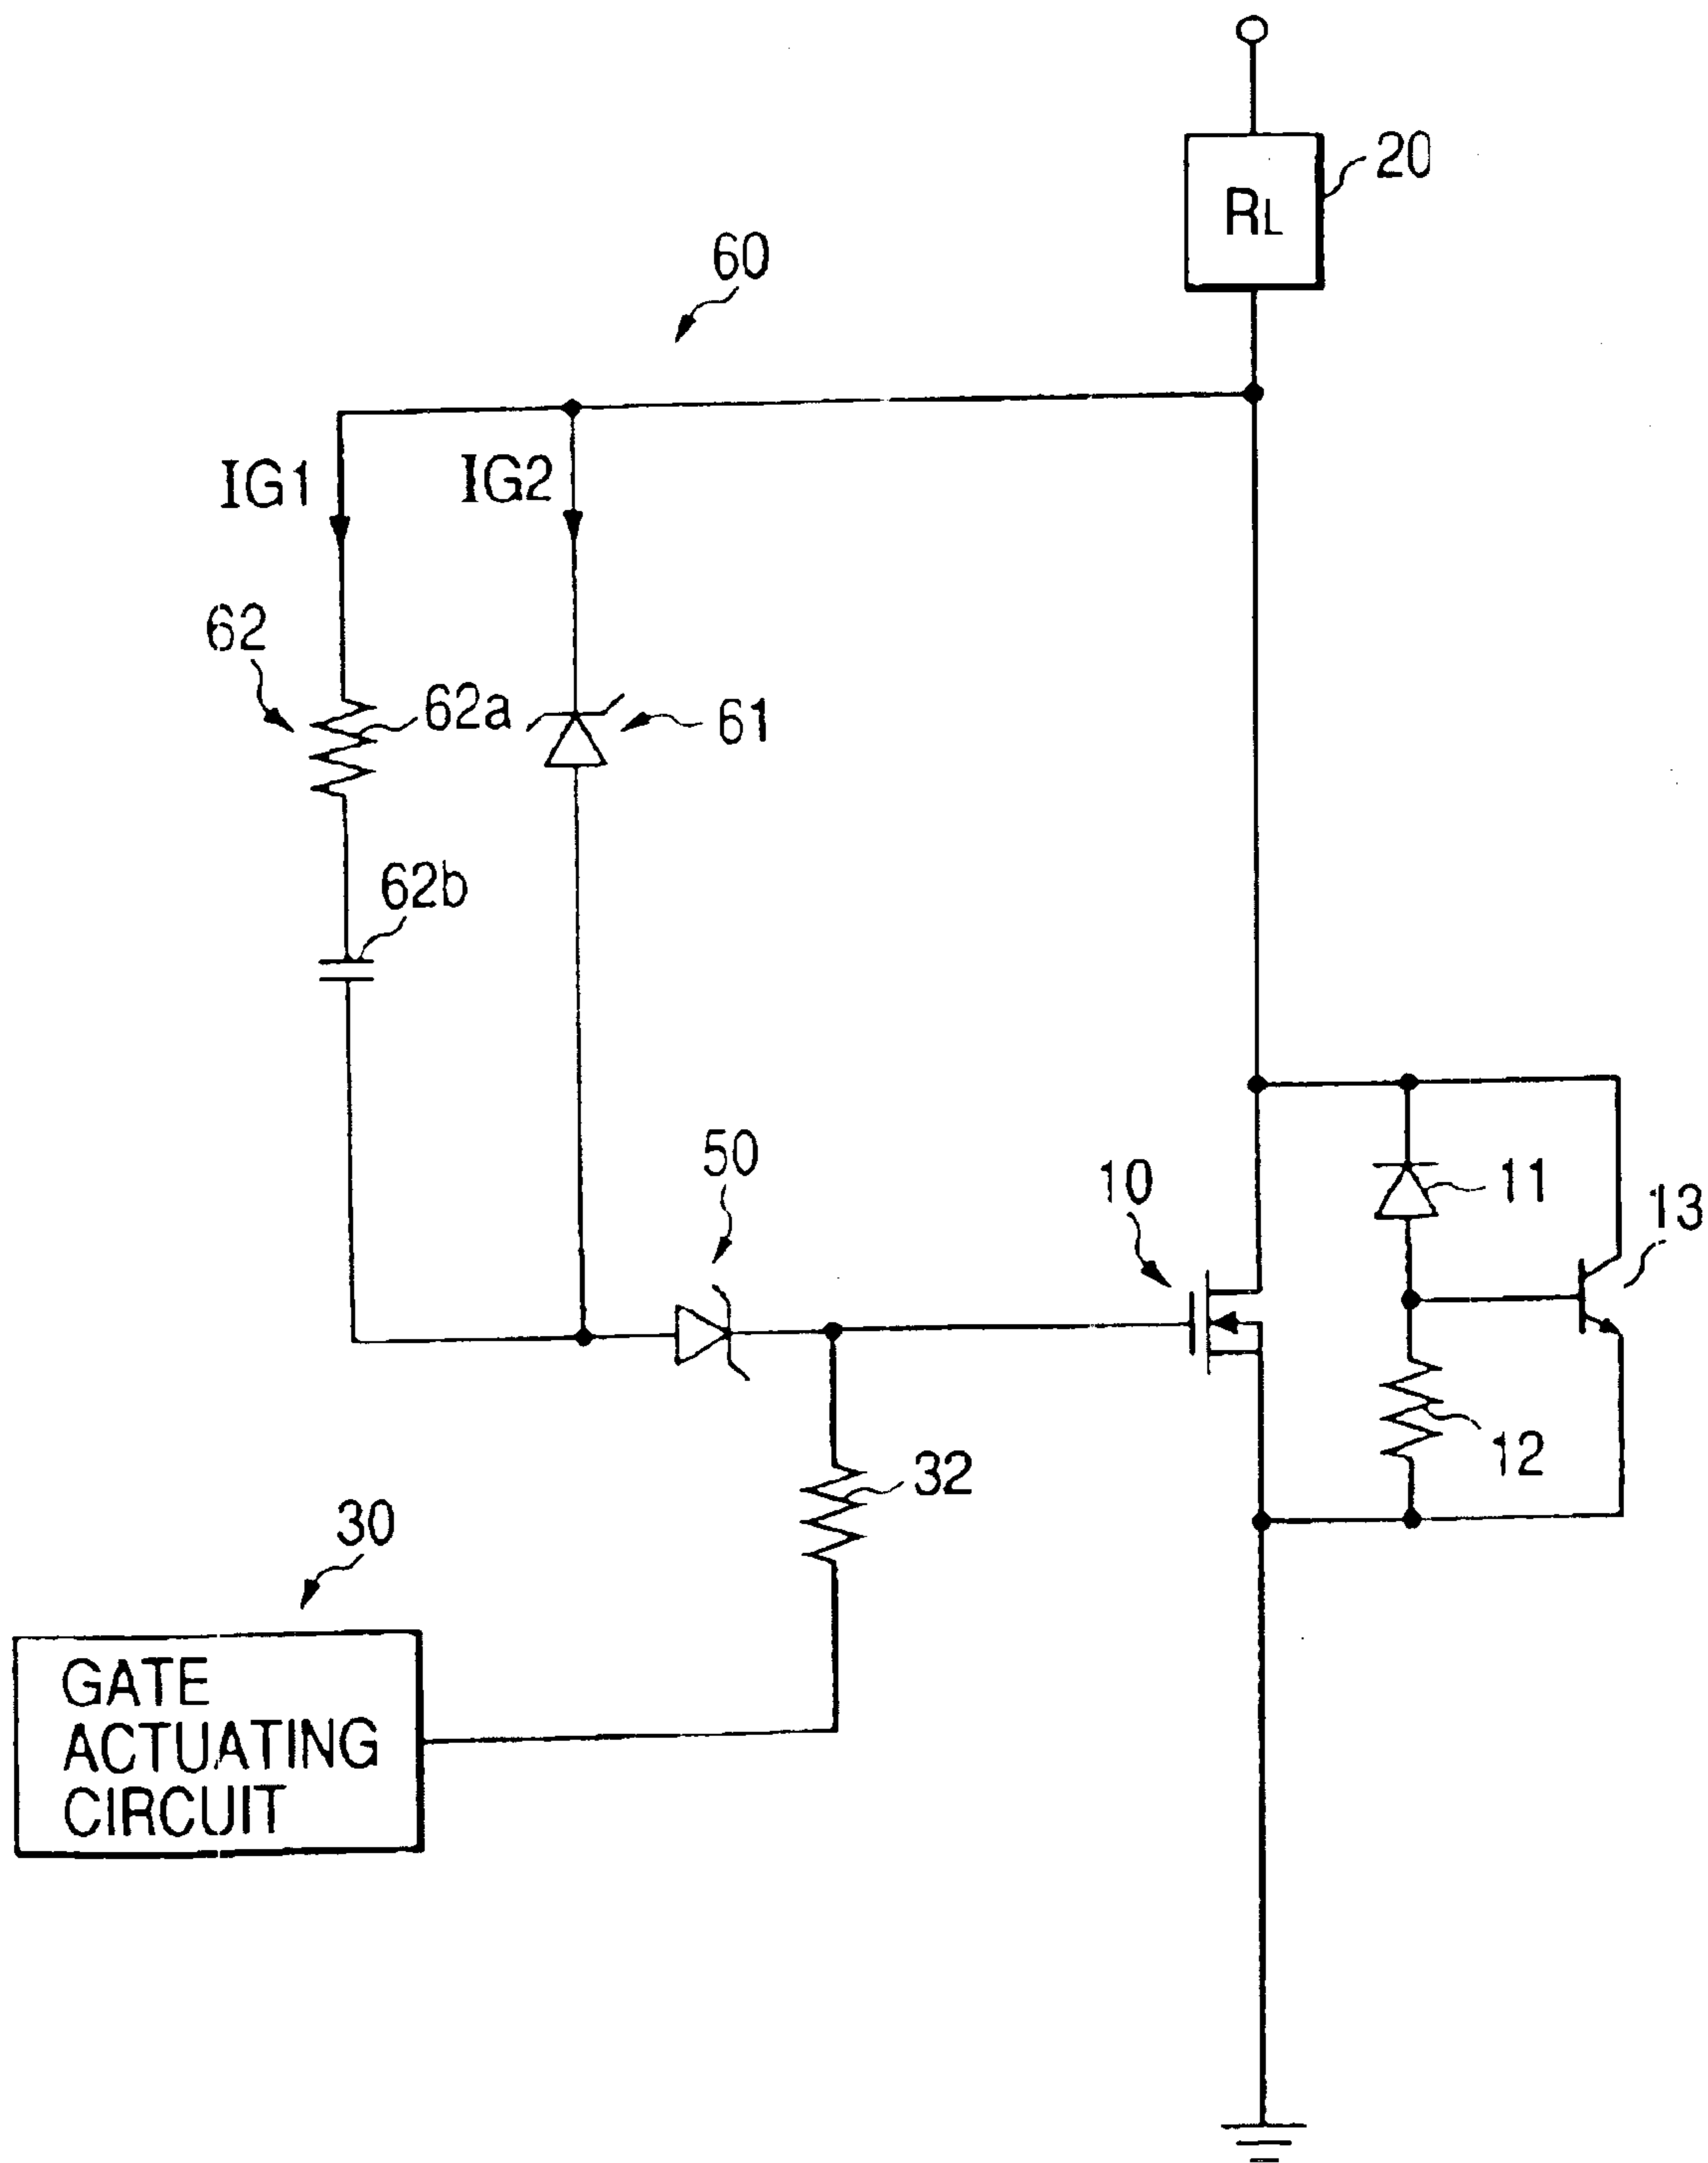 20
RL
60
IG1
IG2
62
62a
61
62b
50
10
11
13
12
32
30
GATE
ACTUATING
CIRCUIT